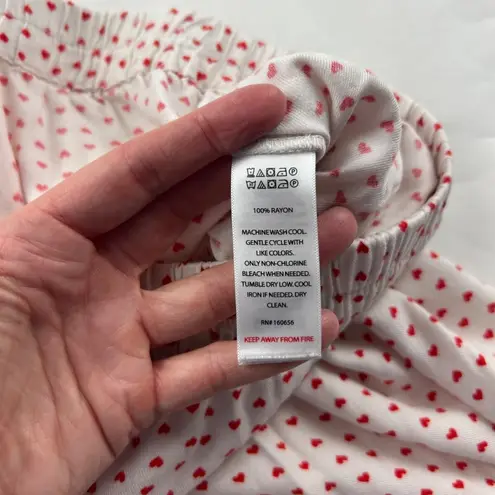 100% RAYON
MACHINE WASH COOL.
GENTLE CYCLE WITH
LIKE COLORS.
ONLY NON-CHLORINE
BLEACH WHEN NEEDED.
TUMBLE DRY LOW. COOL
IRON IF NEEDED. DRY
CLEAN.
RN# 160656
KEEP AWAY FROM FIRE